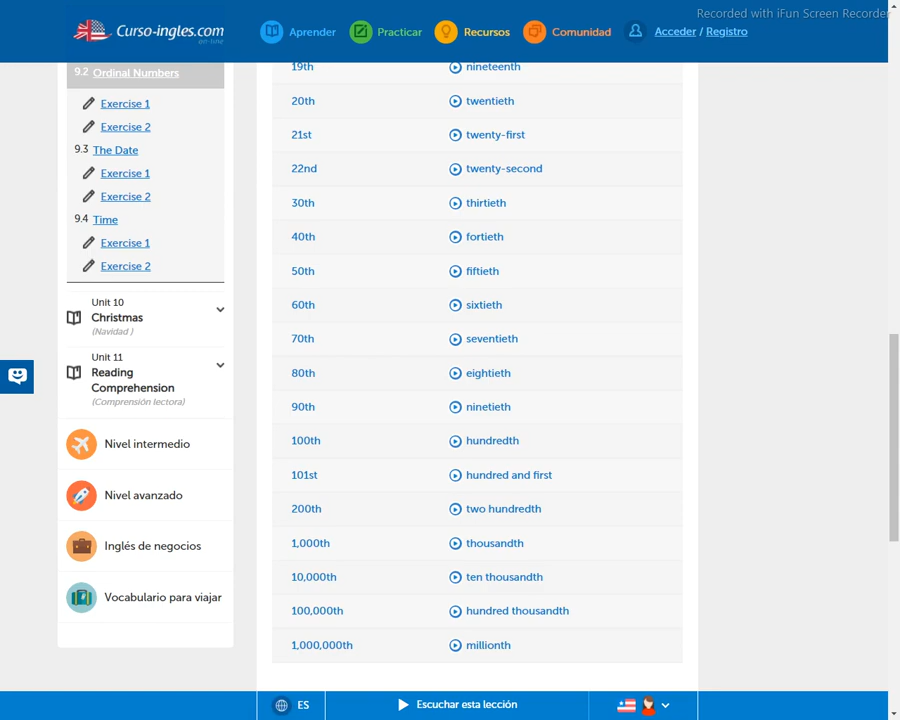 Recorded with iFun Screen Recorder
Curso-ingles.com
on-line
Aprender
Practicar
Recursos
Comunidad
Acceder / Registro
9.2 Ordinal Numbers
Exercise 1
Exercise 2
9.3 The Date
Exercise 1
Exercise 2
9.4 Time
Exercise 1
Exercise 2
Unit 10
Christmas
(Navidad )
Unit 11
Reading
Comprehension
(Comprensión lectora)
Nivel intermedio
Nivel avanzado
Inglés de negocios
Vocabulario para viajar
19th nineteenth
20th twentieth
21st twenty-first
22nd twenty-second
30th thirtieth
40th fortieth
50th fiftieth
60th sixtieth
70th seventieth
80th eightieth
90th ninetieth
100th hundredth
101st hundred and first
200th two hundredth
1,000th thousandth
10,000th ten thousandth
100,000th hundred thousandth
1,000,000th millionth
ES
Escuchar esta lección